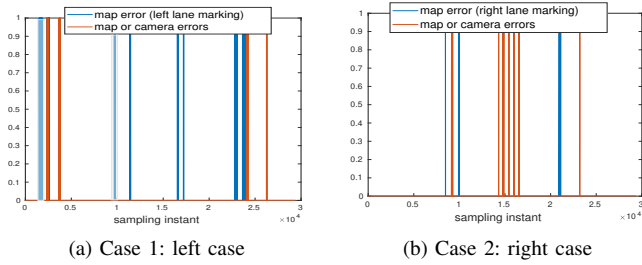 map error (left lane marking)
map or camera errors
1
0.9
0.8
0.7
0.6
0.5
0.4
0.3
0.2
0.1
0
0 0.5 1 1.5 2 2.5 3
sampling instant ×10⁴
(a) Case 1: left case
map error (right lane marking)
map or camera errors
1
0.9
0.8
0.7
0.6
0.5
0.4
0.3
0.2
0.1
0
0 0.5 1 1.5 2 2.5 3
sampling instant ×10⁴
(b) Case 2: right case